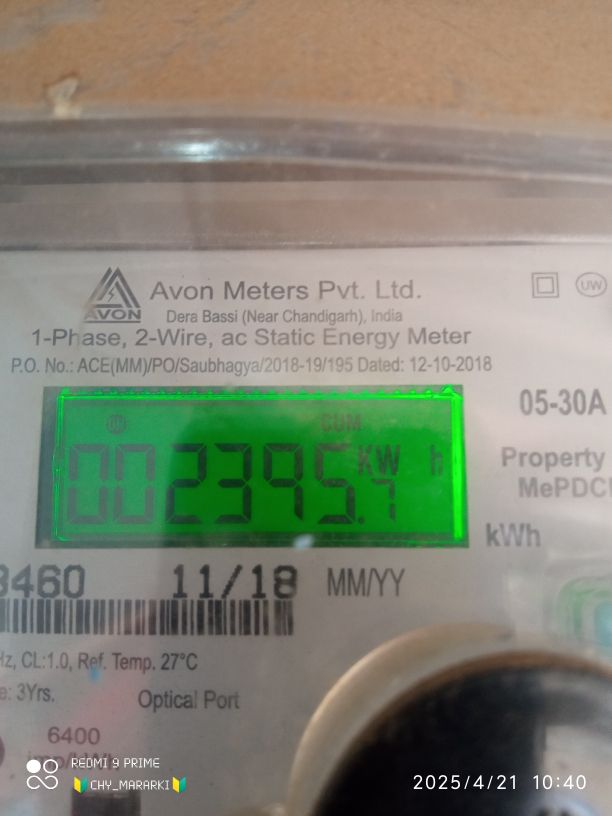 AVON
Avon Meters Pvt. Ltd.
Dera Bassi (Near Chandigarh), India
1-Phase, 2-Wire, ac Static Energy Meter
P.O. No.: ACE(MM)/PO/Saubhagya/2018-19/195 Dated: 12-10-2018
UW
CUM
05-30A
KW h
002395.7
Property
MePDC
kWh
3460 11/18 MM/YY
Hz, CL:1.0, Ref. Temp. 27°C
e: 3Yrs.
Optical Port
6400
imp/kWh
REDMI 9 PRIME
CHY_MARARKI
2025/4/21 10:40